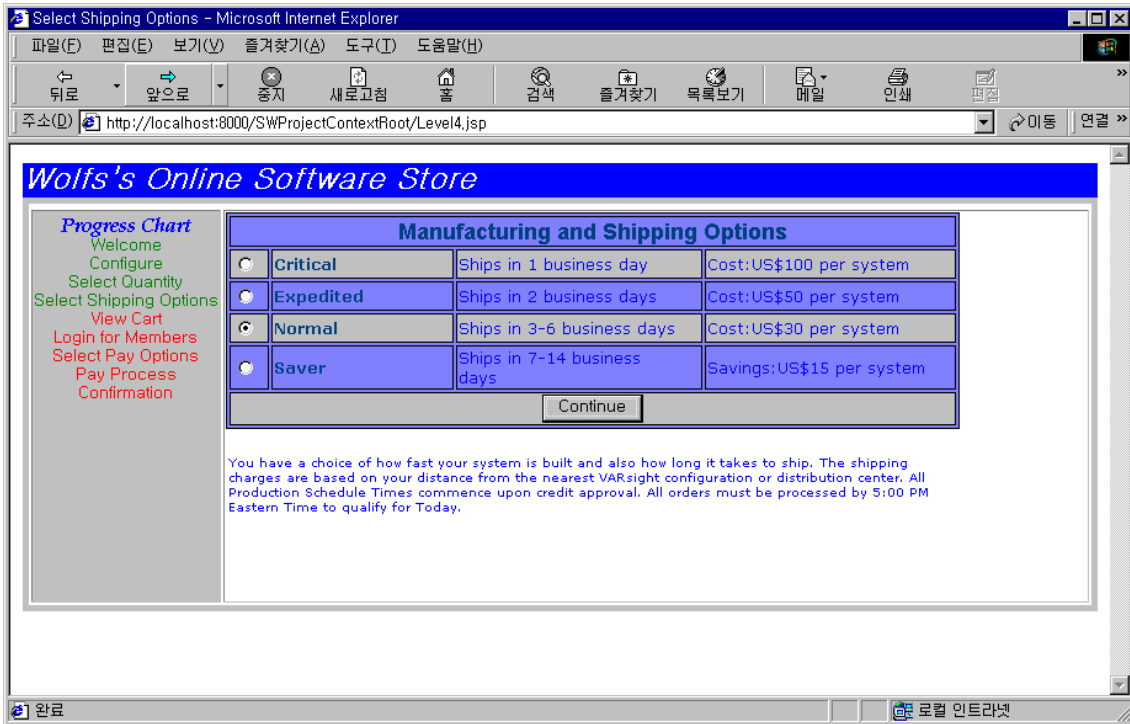 Select Shipping Options - Microsoft Internet Explorer
파일(F) 편집(E) 보기(V) 즐겨찾기(A) 도구(T) 도움말(H)
뒤로 앞으로 중지 새로고침 홈 검색 즐겨찾기 목록보기 메일 인쇄 편집 »
주소(D) http://localhost:8000/SWProjectContextRoot/Level4.jsp 이동 연결 »
Wolfs's Online Software Store
Progress Chart
Welcome
Configure
Select Quantity
Select Shipping Options
View Cart
Login for Members
Select Pay Options
Pay Process
Confirmation
Manufacturing and Shipping Options
Critical Ships in 1 business day Cost:US$100 per system
Expedited Ships in 2 business days Cost:US$50 per system
Normal Ships in 3-6 business days Cost:US$30 per system
Saver Ships in 7-14 business days Savings:US$15 per system
Continue
You have a choice of how fast your system is built and also how long it takes to ship. The shipping
charges are based on your distance from the nearest VARsight configuration or distribution center. All
Production Schedule Times commence upon credit approval. All orders must be processed by 5:00 PM
Eastern Time to qualify for Today.
완료 로컬 인트라넷